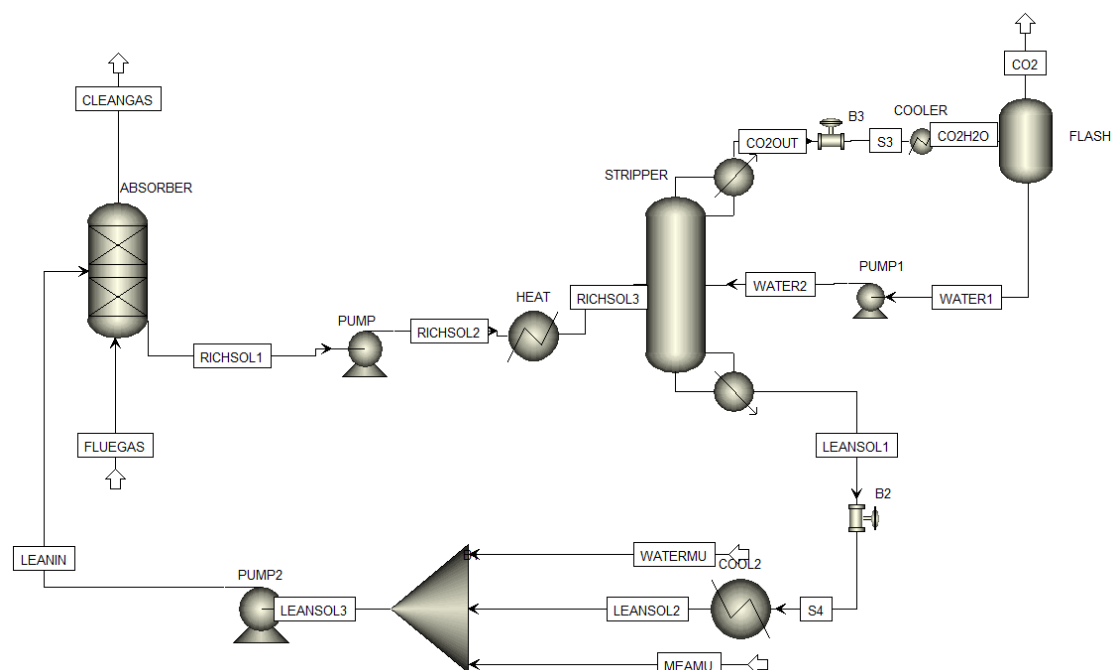 CO2
CLEANGAS
B3
COOLER
CO2OUT
S3
CO2H2O
FLASH
STRIPPER
ABSORBER
PUMP1
WATER2
HEAT
RICHSOL3
WATER1
PUMP
RICHSOL2
RICHSOL1
FLUEGAS
LEANSOL1
B2
LEANIN
WATERMU
COOL2
PUMP2
LEANSOL3
LEANSOL2
S4
MEAMU